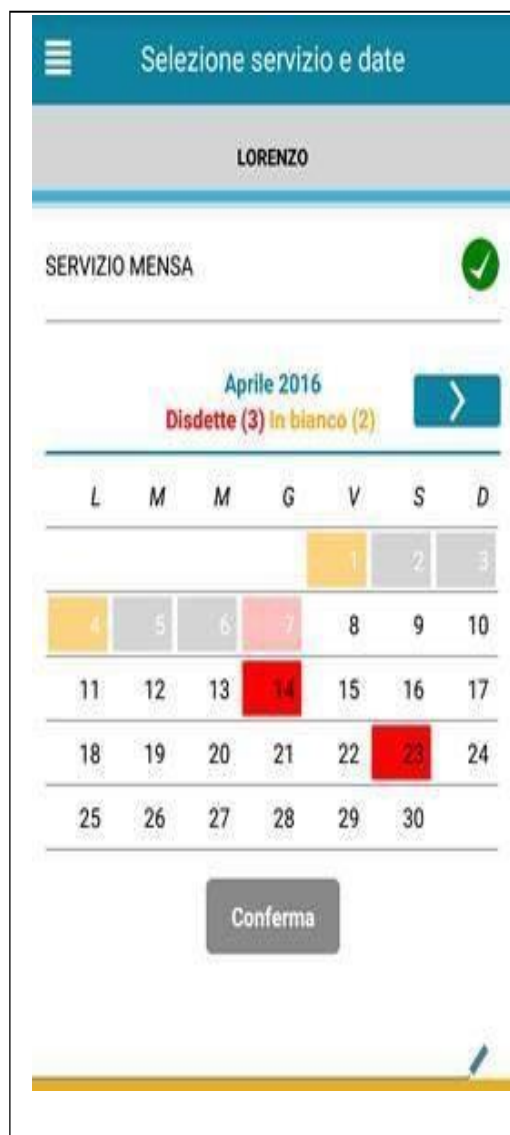 Selezione servizio e date
LORENZO
SERVIZIO MENSA
Aprile 2016
Disdette (3) In bianco (2)
L M M G V S D
1 2 3
4 5 6 7 8 9 10
11 12 13 14 15 16 17
18 19 20 21 22 23 24
25 26 27 28 29 30
Conferma